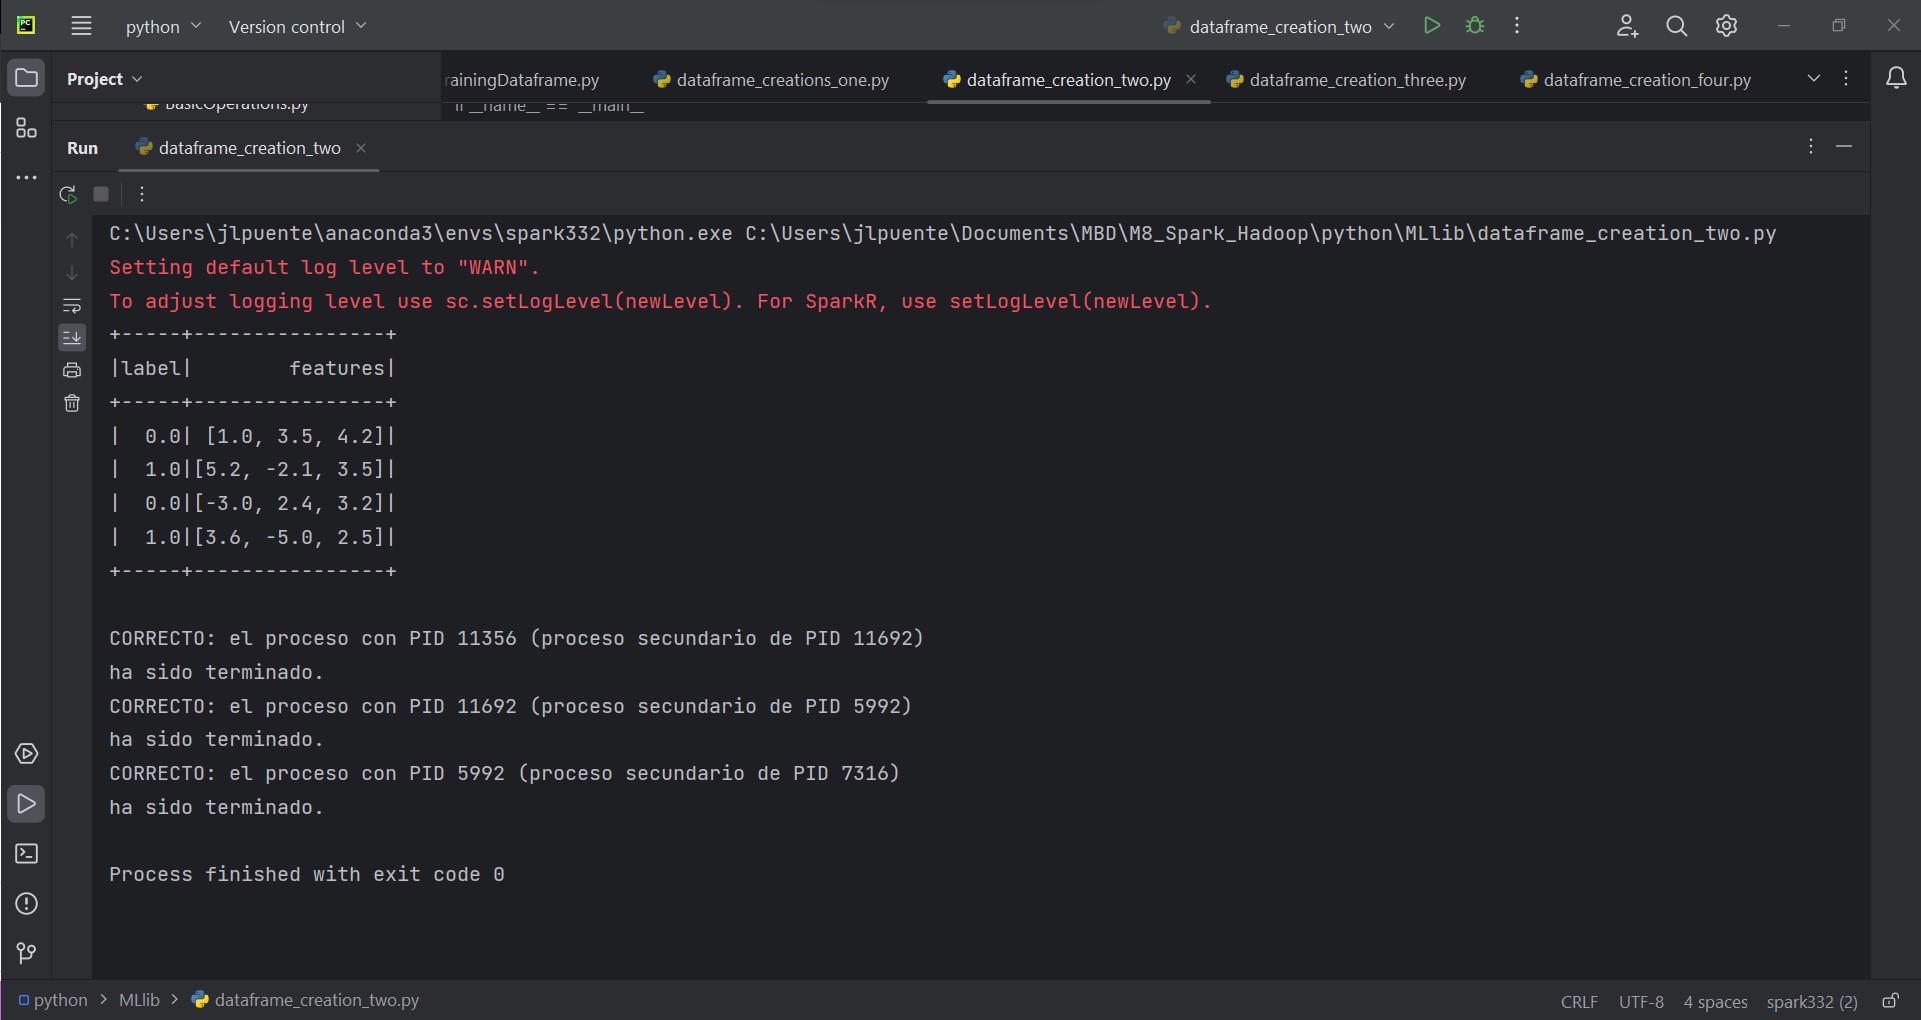 PC python Version control dataframe_creation_two
Project rainingDataframe.py dataframe_creations_one.py dataframe_creation_two.py dataframe_creation_three.py dataframe_creation_four.py
BasicOperations.py if __name__ == '__main__'
Run dataframe_creation_two
C:\Users\jlpuente\anaconda3\envs\spark332\python.exe C:\Users\jlpuente\Documents\MBD\M8_Spark_Hadoop\python\MLlib\dataframe_creation_two.py
Setting default log level to "WARN".
To adjust logging level use sc.setLogLevel(newLevel). For SparkR, use setLogLevel(newLevel).
+-----+----------------+
|label|        features|
+-----+----------------+
|  0.0| [1.0, 3.5, 4.2]|
|  1.0|[5.2, -2.1, 3.5]|
|  0.0|[-3.0, 2.4, 3.2]|
|  1.0|[3.6, -5.0, 2.5]|
+-----+----------------+
CORRECTO: el proceso con PID 11356 (proceso secundario de PID 11692)
ha sido terminado.
CORRECTO: el proceso con PID 11692 (proceso secundario de PID 5992)
ha sido terminado.
CORRECTO: el proceso con PID 5992 (proceso secundario de PID 7316)
ha sido terminado.
Process finished with exit code 0
python > MLlib > dataframe_creation_two.py CRLF UTF-8 4 spaces spark332 (2)